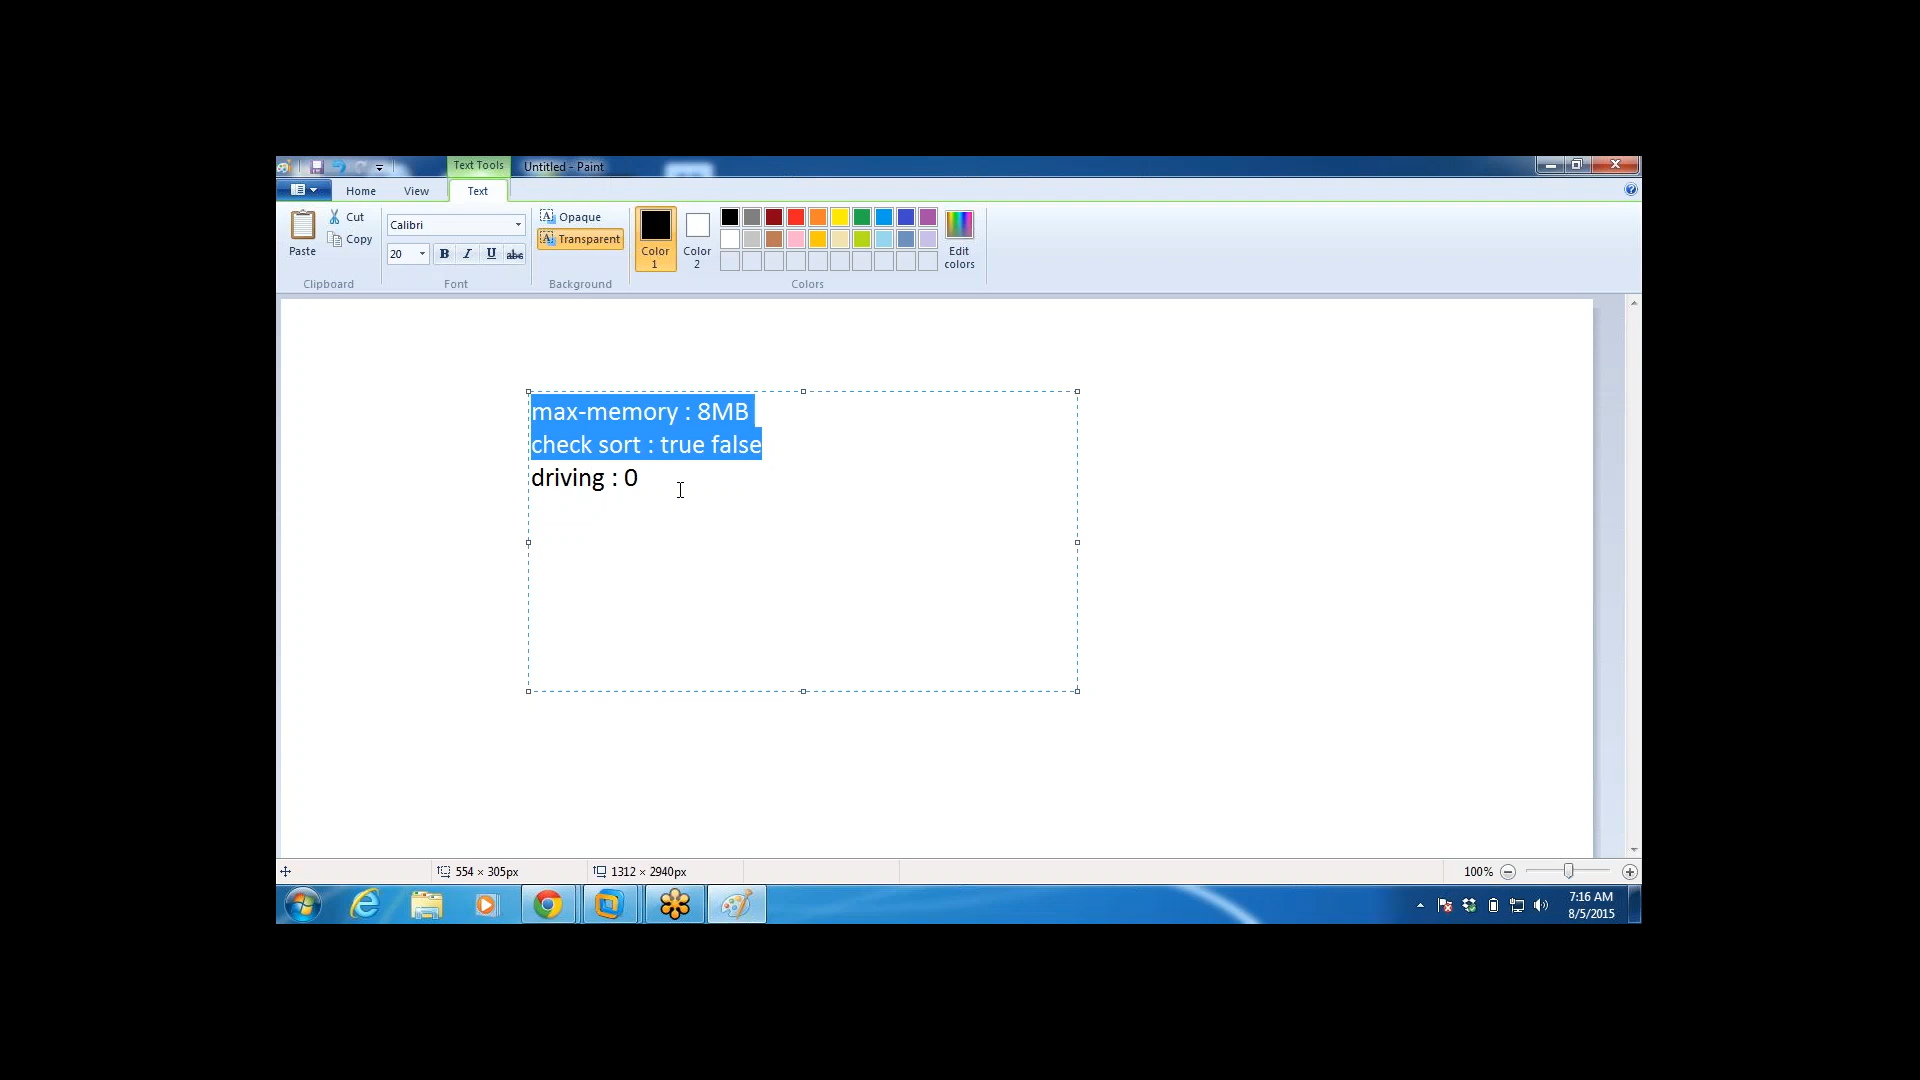 Text Tools
Untitled - Paint
Home
View
Text
Paste
Cut
Copy
Clipboard
Calibri
20
B I U abc
Font
Opaque
Transparent
Background
Color 1
Color 2
Edit colors
Colors
max-memory : 8MB
check sort : true false
driving : 0
554 × 305px
1312 × 2940px
100%
7:16 AM
8/5/2015